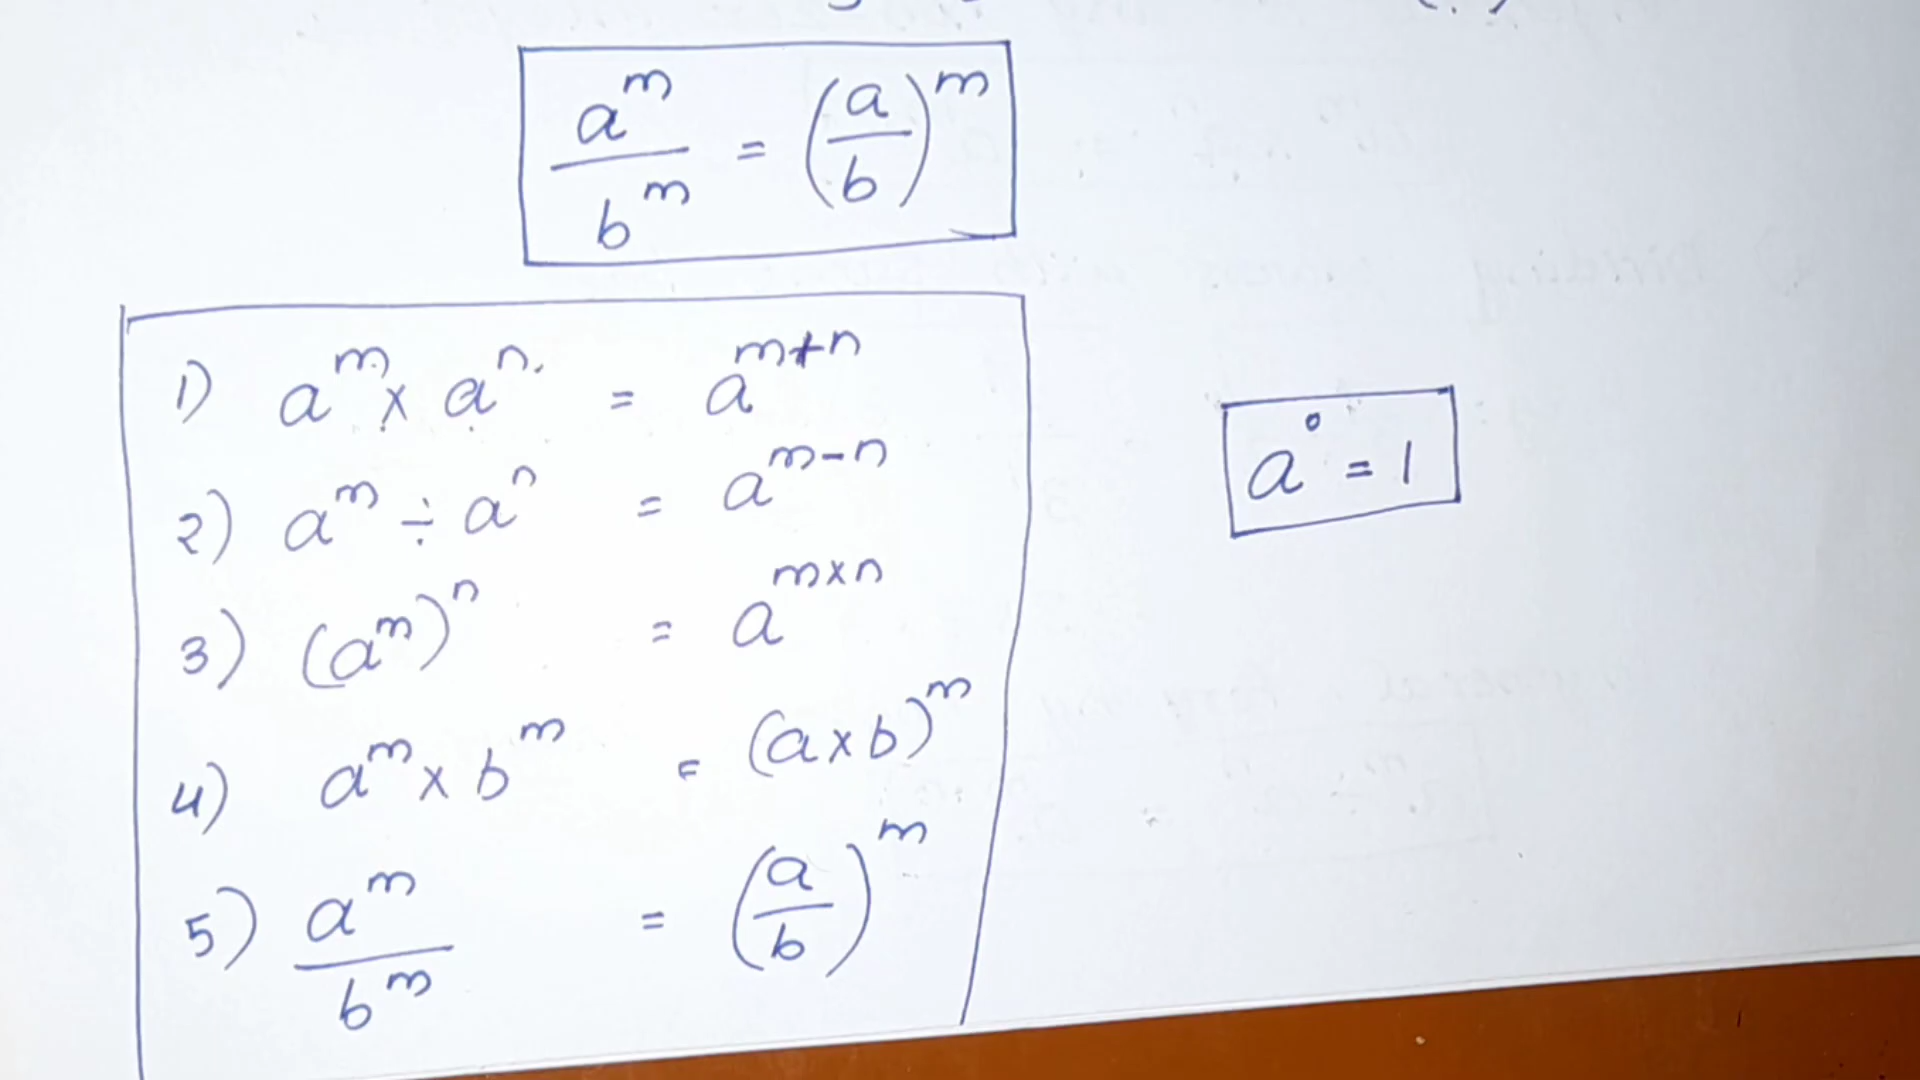 a^m / b^m = (a/b)^m
1) a^m × a^n = a^(m+n)
2) a^m ÷ a^n = a^(m-n)
3) (a^m)^n = a^(m×n)
4) a^m × b^m = (a×b)^m
5) a^m / b^m = (a/b)^m
a^0 = 1